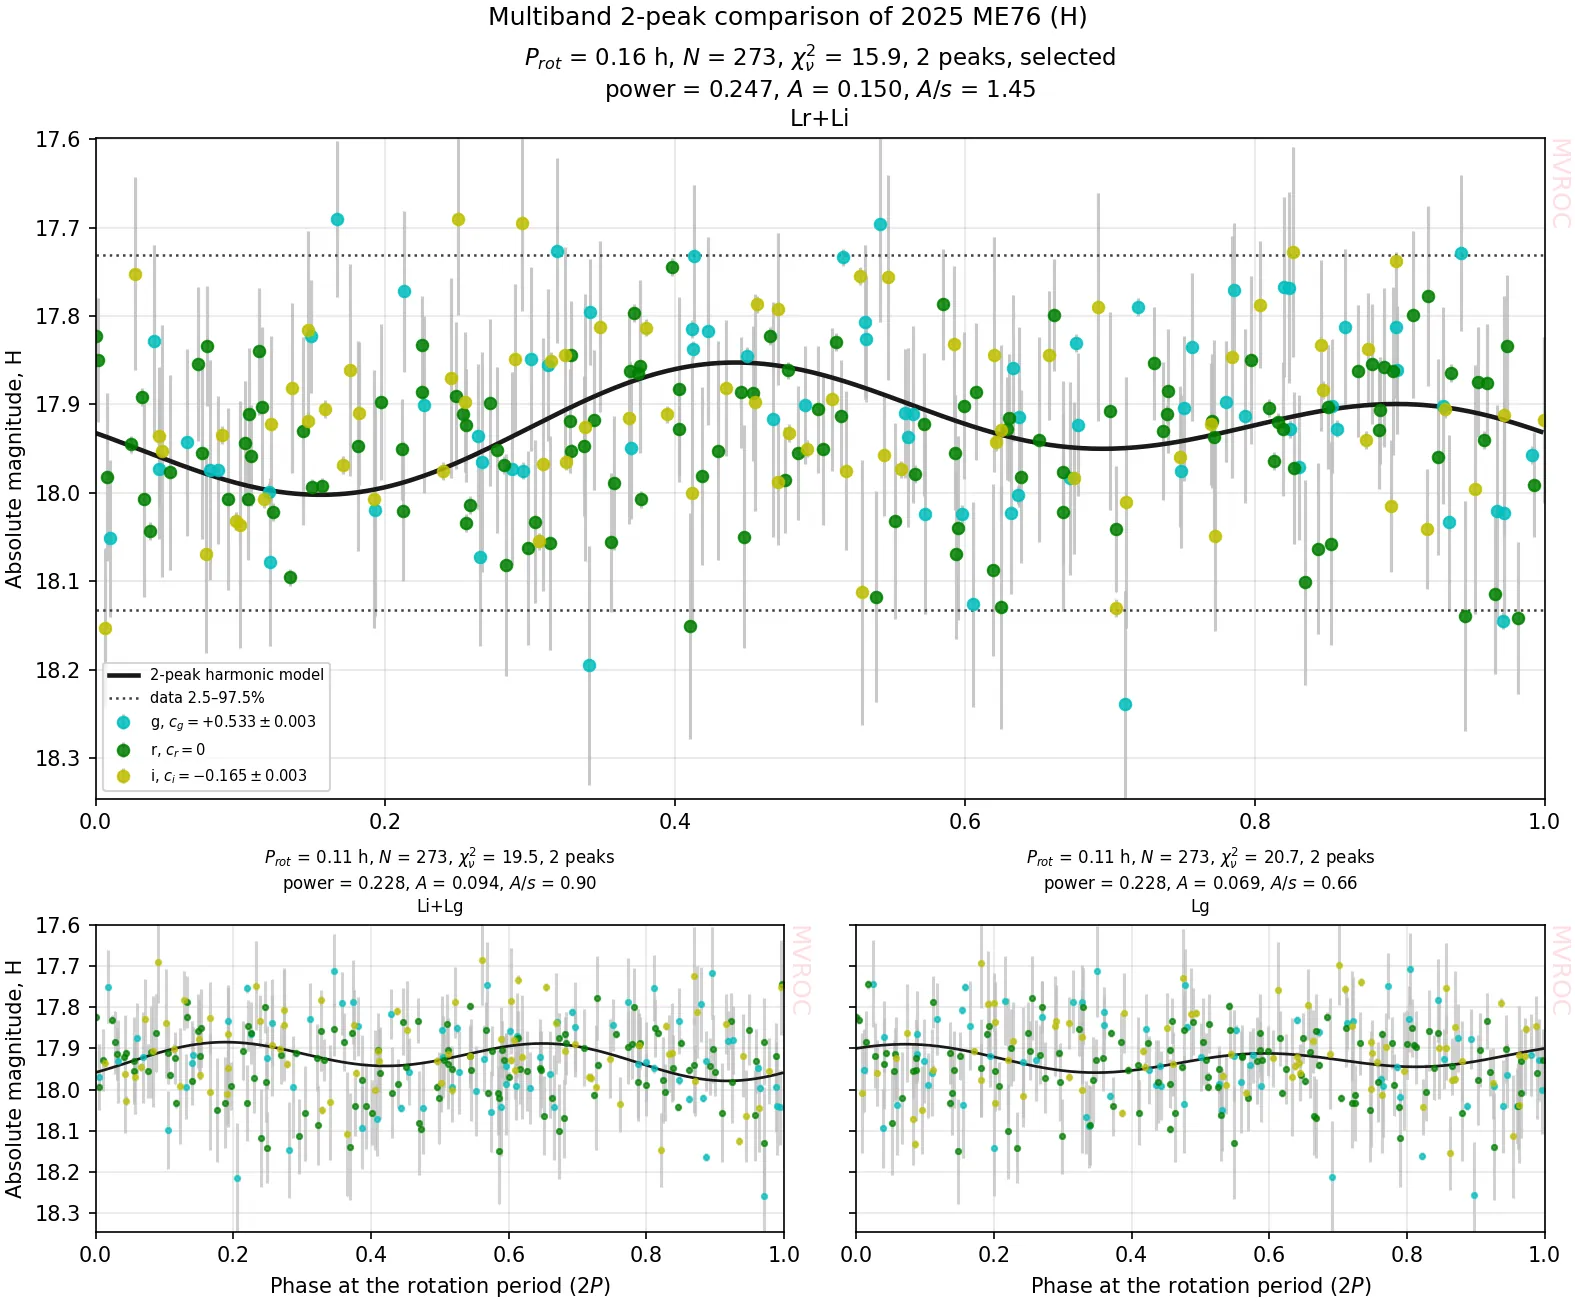 Multiband 2-peak comparison of 2025 ME76 (H)
P_rot = 0.16 h, N = 273, χ²_ν = 15.9, 2 peaks, selected
power = 0.247, A = 0.150, A/s = 1.45
Lr+Li
MVROC
Absolute magnitude, H
17.6
17.7
17.8
17.9
18.0
18.1
18.2
18.3
2-peak harmonic model
data 2.5–97.5%
g, c_g = +0.533 ± 0.003
r, c_r = 0
i, c_i = −0.165 ± 0.003
0.0 0.2 0.4 0.6 0.8 1.0
P_rot = 0.11 h, N = 273, χ²_ν = 19.5, 2 peaks
power = 0.228, A = 0.094, A/s = 0.90
Li+Lg
MVROC
Absolute magnitude, H
17.6
17.7
17.8
17.9
18.0
18.1
18.2
18.3
0.0 0.2 0.4 0.6 0.8 1.0
Phase at the rotation period (2P)
P_rot = 0.11 h, N = 273, χ²_ν = 20.7, 2 peaks
power = 0.228, A = 0.069, A/s = 0.66
Lg
MVROC
0.0 0.2 0.4 0.6 0.8 1.0
Phase at the rotation period (2P)